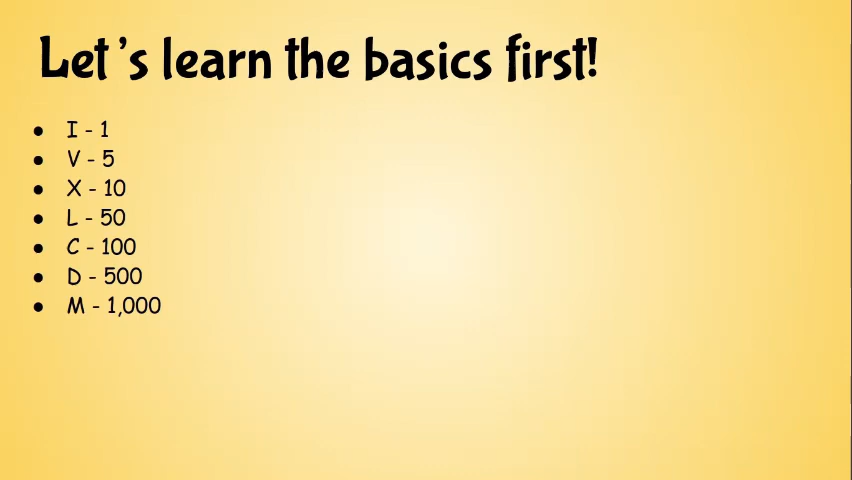 Let's learn the basics first!
● I - 1
● V - 5
● X - 10
● L - 50
● C - 100
● D - 500
● M - 1,000